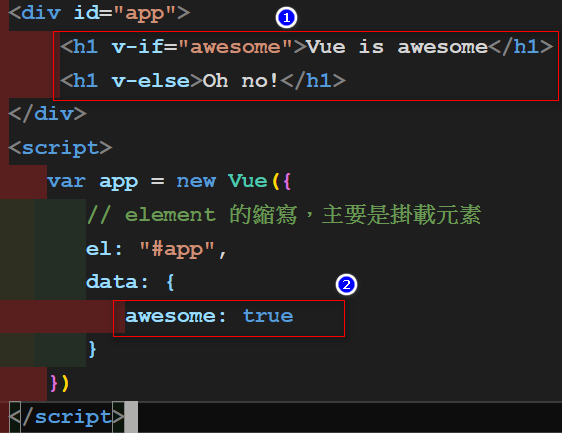 <div id="app">
1
<h1 v-if="awesome">Vue is awesome</h1>
<h1 v-else>Oh no!</h1>
</div>
<script>
var app = new Vue({
// element 的縮寫，主要是掛載元素
el: "#app",
data: {
2
awesome: true
}
})
</script>